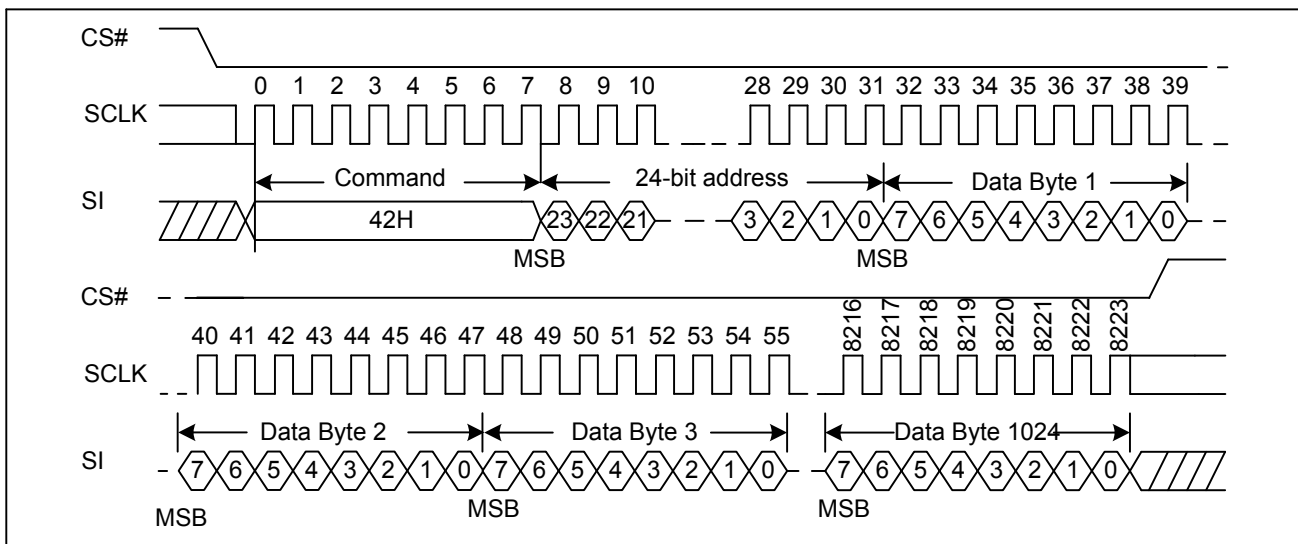 CS#
0 1 2 3 4 5 6 7 8 9 10 28 29 30 31 32 33 34 35 36 37 38 39
SCLK
Command 24-bit address Data Byte 1
SI
42H 23 22 21 3 2 1 0 7 6 5 4 3 2 1 0
MSB MSB
CS#
40 41 42 43 44 45 46 47 48 49 50 51 52 53 54 55 8216 8217 8218 8219 8220 8221 8222 8223
SCLK
Data Byte 2 Data Byte 3 Data Byte 1024
SI 7 6 5 4 3 2 1 0 7 6 5 4 3 2 1 0 7 6 5 4 3 2 1 0
MSB MSB MSB